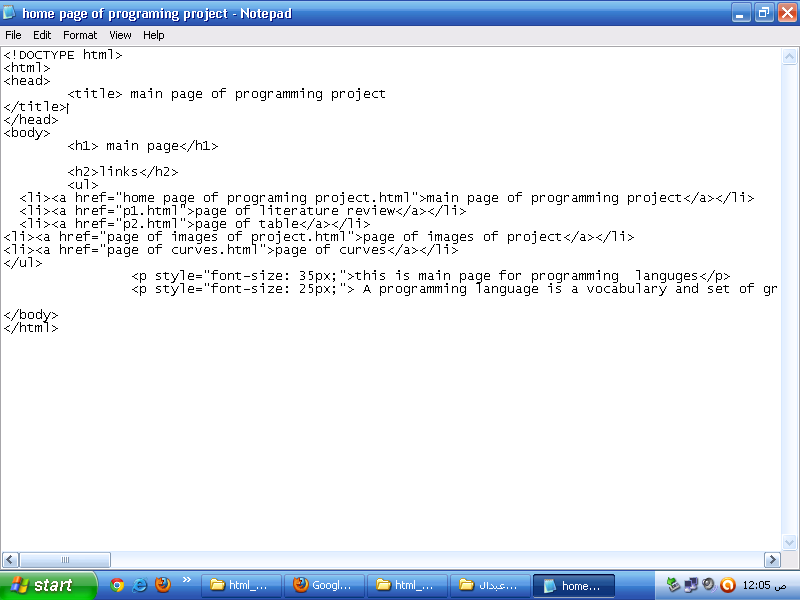 home page of programing project - Notepad
File Edit Format View Help
<!DOCTYPE html>
<html>
<head>
<title> main page of programming project
</title>
</head>
<body>
<h1> main page</h1>
<h2>links</h2>
<ul>
<li><a href="home page of programing project.html">main page of programming project</a></li>
<li><a href="p1.html">page of literature review</a></li>
<li><a href="p2.html">page of table</a></li>
<li><a href="page of images of project.html">page of images of project</a></li>
<li><a href="page of curves.html">page of curves</a></li>
</ul>
<p style="font-size: 35px;">this is main page for programming  languges</p>
<p style="font-size: 25px;"> A programming language is a vocabulary and set of gr
</body>
</html>
start html_... Googl... html_... عبدال... home... 12:05 ص